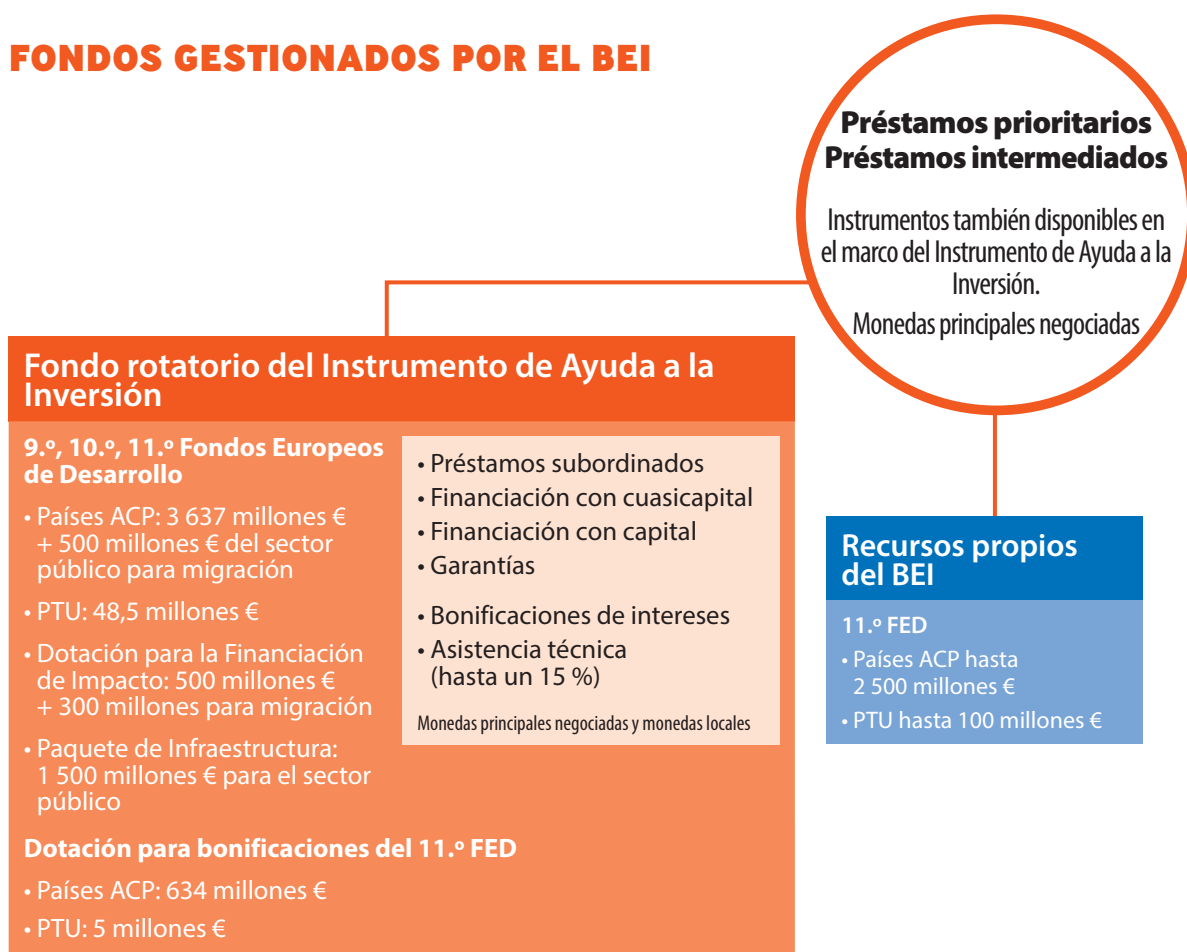 FONDOS GESTIONADOS POR EL BEI
Préstamos prioritarios
Préstamos intermediados
Instrumentos también disponibles en
el marco del Instrumento de Ayuda a la
Inversión.
Monedas principales negociadas
Fondo rotatorio del Instrumento de Ayuda a la
Inversión
9.º, 10.º, 11.º Fondos Europeos
de Desarrollo
• Países ACP: 3 637 millones €
+ 500 millones € del sector
público para migración
• PTU: 48,5 millones €
• Dotación para la Financiación
de Impacto: 500 millones €
+ 300 millones para migración
• Paquete de Infraestructura:
1 500 millones € para el sector
público
• Préstamos subordinados
• Financiación con cuasicapital
• Financiación con capital
• Garantías
• Bonificaciones de intereses
• Asistencia técnica
(hasta un 15 %)
Monedas principales negociadas y monedas locales
Dotación para bonificaciones del 11.º FED
• Países ACP: 634 millones €
• PTU: 5 millones €
Recursos propios
del BEI
11.º FED
• Países ACP hasta
2 500 millones €
• PTU hasta 100 millones €